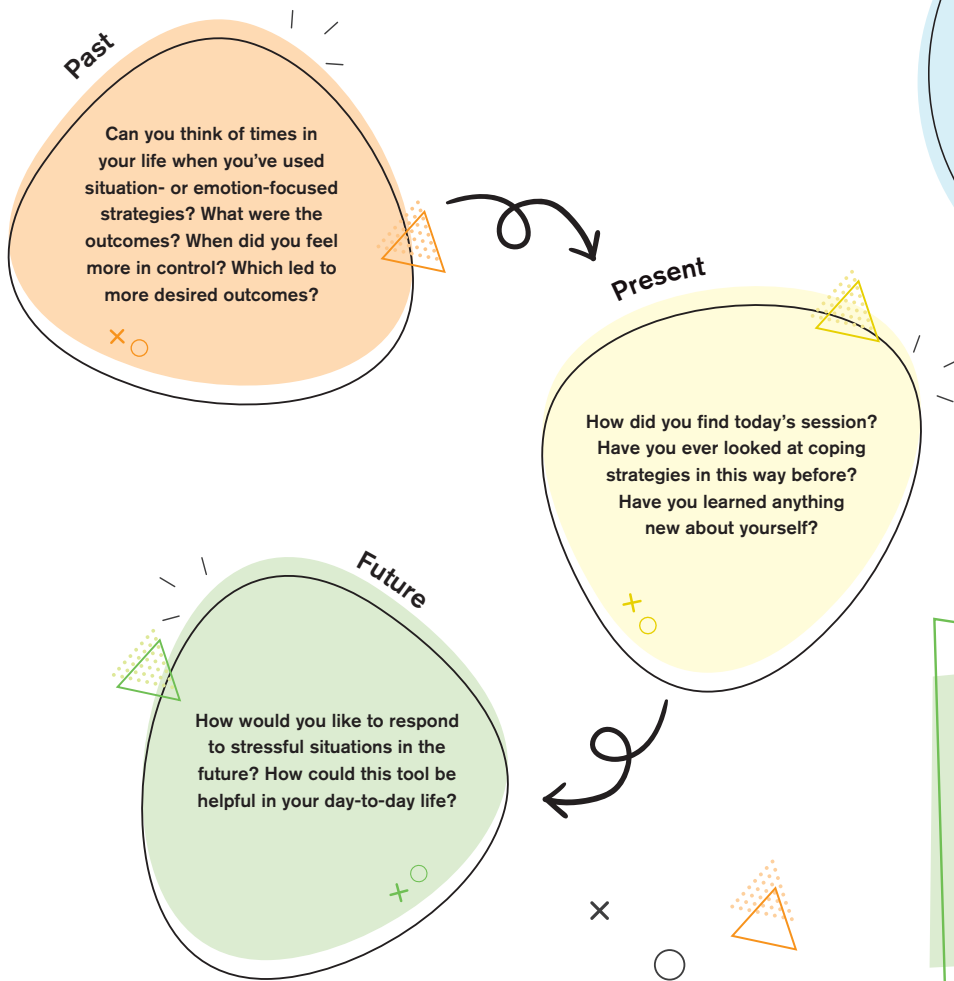 Past
Can you think of times in
your life when you’ve used
situation- or emotion-focused
strategies? What were the
outcomes? When did you feel
more in control? Which led to
more desired outcomes?
Present
How did you find today’s session?
Have you ever looked at coping
strategies in this way before?
Have you learned anything
new about yourself?
Future
How would you like to respond
to stressful situations in the
future? How could this tool be
helpful in your day-to-day life?